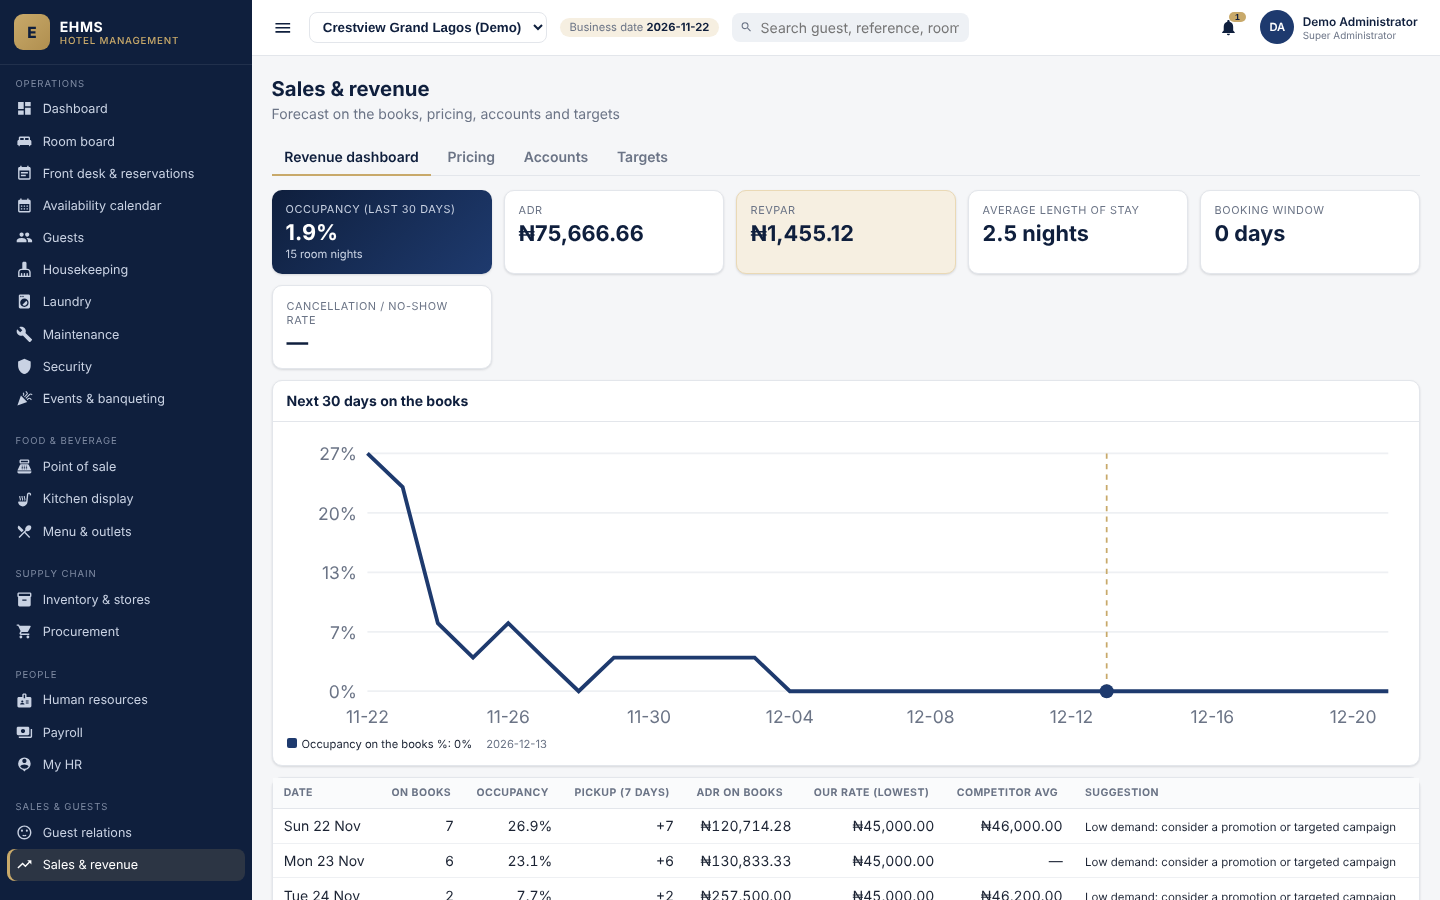 E
EHMS
HOTEL MANAGEMENT
OPERATIONS
Dashboard
Room board
Front desk & reservations
Availability calendar
Guests
Housekeeping
Laundry
Maintenance
Security
Events & banqueting
FOOD & BEVERAGE
Point of sale
Kitchen display
Menu & outlets
SUPPLY CHAIN
Inventory & stores
Procurement
PEOPLE
Human resources
Payroll
My HR
SALES & GUESTS
Guest relations
Sales & revenue
Crestview Grand Lagos (Demo)
Business date 2026-11-22
Search guest, reference, room
1
DA
Demo Administrator
Super Administrator
Sales & revenue
Forecast on the books, pricing, accounts and targets
Revenue dashboard Pricing Accounts Targets
OCCUPANCY (LAST 30 DAYS)
1.9%
15 room nights
ADR
₦75,666.66
REVPAR
₦1,455.12
AVERAGE LENGTH OF STAY
2.5 nights
BOOKING WINDOW
0 days
CANCELLATION / NO-SHOW
RATE
—
Next 30 days on the books
27%
20%
13%
7%
0%
11-22 11-26 11-30 12-04 12-08 12-12 12-16 12-20
Occupancy on the books %: 0% 2026-12-13
DATE ON BOOKS OCCUPANCY PICKUP (7 DAYS) ADR ON BOOKS OUR RATE (LOWEST) COMPETITOR AVG SUGGESTION
Sun 22 Nov 7 26.9% +7 ₦120,714.28 ₦45,000.00 ₦46,000.00 Low demand: consider a promotion or targeted campaign
Mon 23 Nov 6 23.1% +6 ₦130,833.33 ₦45,000.00 — Low demand: consider a promotion or targeted campaign
Tue 24 Nov 2 7.7% +2 ₦257,500.00 ₦45,000.00 ₦46,200.00 Low demand: consider a promotion or targeted campaign